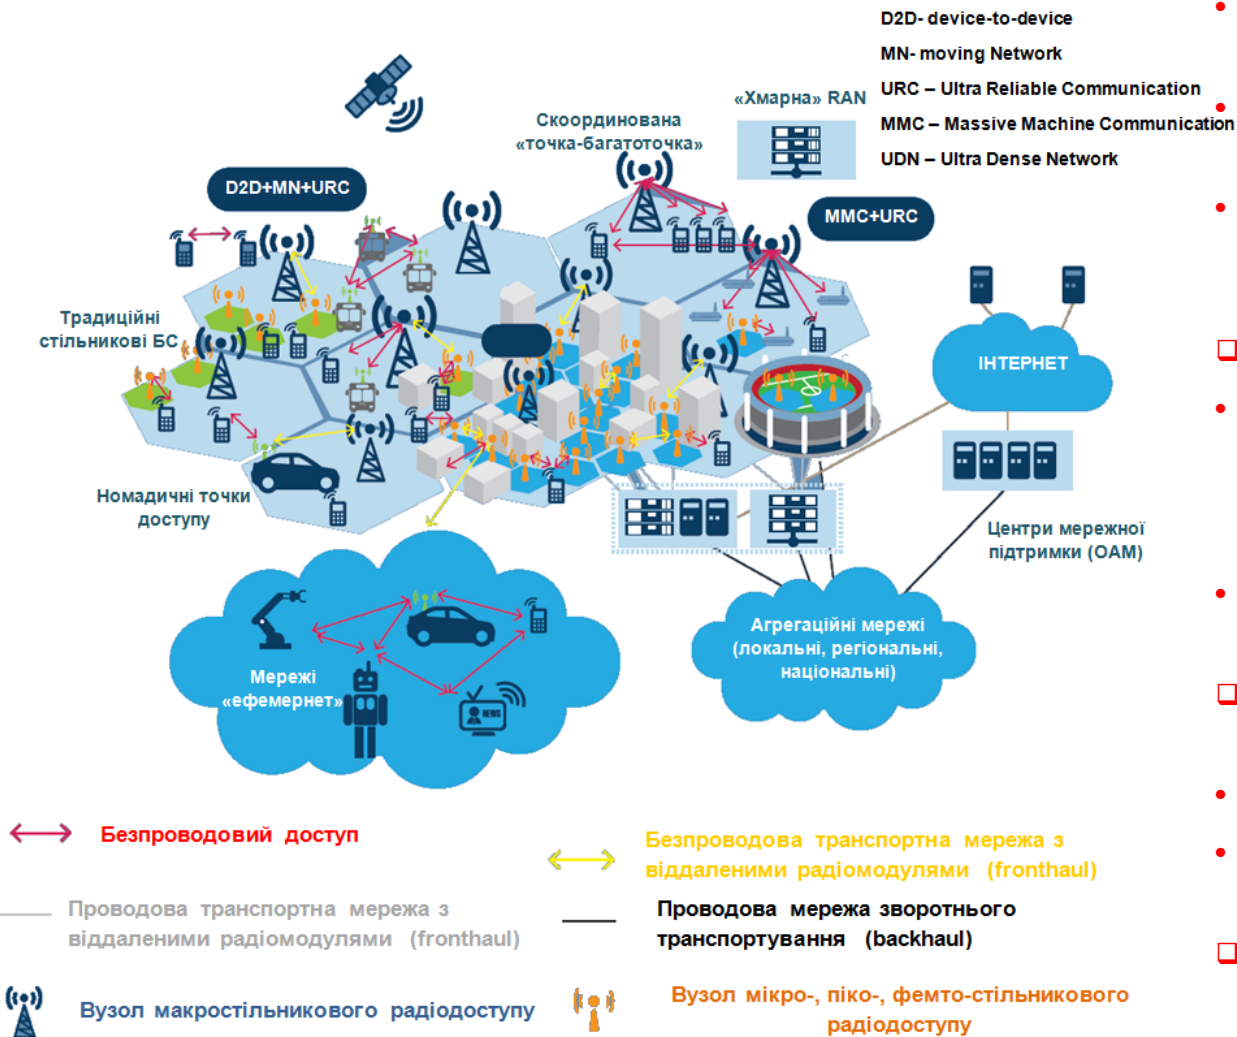 D2D- device-to-device
MN- moving Network
URC – Ultra Reliable Communication
MMC – Massive Machine Communication
UDN – Ultra Dense Network
«Хмарна» RAN
Скоординована
«точка-багатоточка»
D2D+MN+URC
MMC+URC
Традиційні
стільникові БС
ІНТЕРНЕТ
Номадичні точки
доступу
Центри мережної
підтримки (ОАМ)
Агрегаційні мережі
(локальні, регіональні,
національні)
Мережі
«ефемернет»
NEWS
Безпроводовий доступ
Безпроводова транспортна мережа з
віддаленими радіомодулями (fronthaul)
Проводова транспортна мережа з
віддаленими радіомодулями (fronthaul)
Проводова мережа зворотнього
транспортування (backhaul)
Вузол макростільникового радіодоступу
Вузол мікро-, піко-, фемто-стільникового
радіодоступу